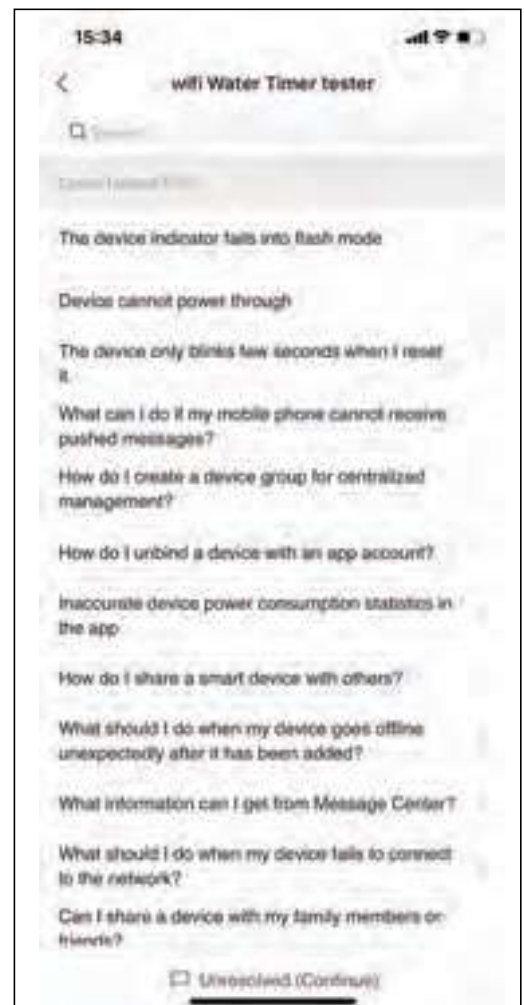 15:34
wifi Water Timer tester
Search
The device indicator fails into flash mode
Device cannot power through
The device only blinks few seconds when I reset
it.
What can I do if my mobile phone cannot receive
pushed messages?
How do I create a device group for centralized
management?
How do I unbind a device with an app account?
Inaccurate device power consumption statistics in
the app
How do I share a smart device with others?
What should I do when my device goes offline
unexpectedly after it has been added?
What information can I get from Message Center?
What should I do when my device fails to connect
to the network?
Can I share a device with my family members or
friends?
Unresolved (Continue)